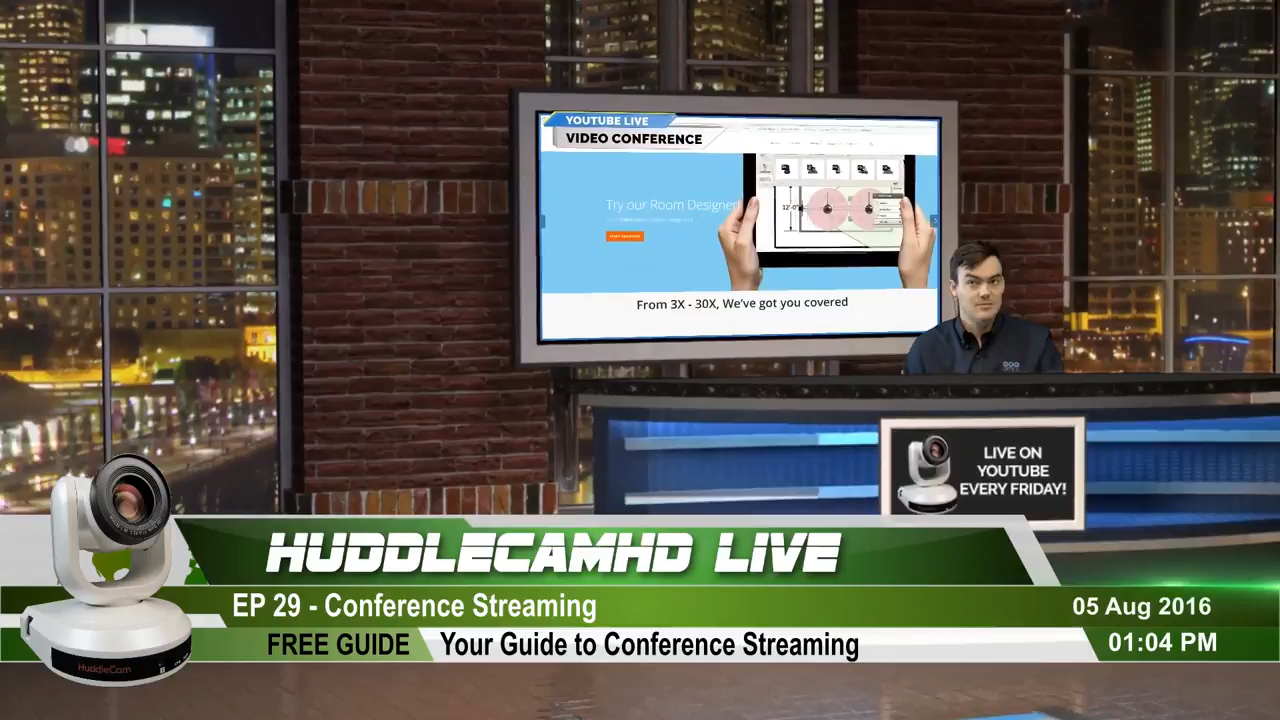 YOUTUBE LIVE
VIDEO CONFERENCE
Try our Room Designer
12'-0"
From 3X - 30X, We've got you covered
LIVE ON
YOUTUBE
EVERY FRIDAY!
HUDDLECAMHD LIVE
EP 29 - Conference Streaming
05 Aug 2016
FREE GUIDE
Your Guide to Conference Streaming
01:04 PM
HuddleCam